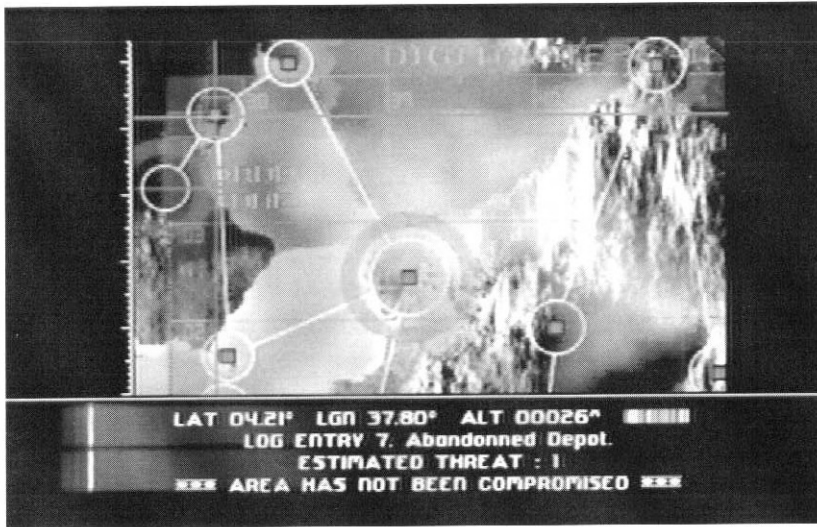 LAT 04.21° LGN 37.80° ALT 00026^
LOG ENTRY 7. Abandonned Depot.
ESTIMATED THREAT : 1
*** AREA HAS NOT BEEN COMPROMISED ***